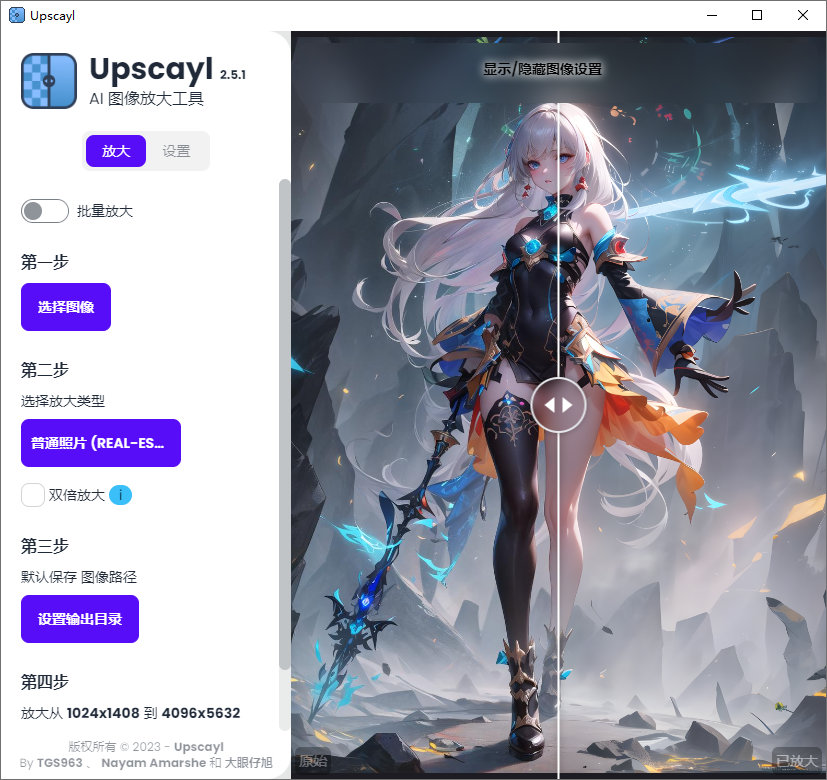 Upscayl
Upscayl 2.5.1
AI 图像放大工具
放大 设置
批量放大
第一步
选择图像
第二步
选择放大类型
普通照片 (REAL-ES...
双倍放大 i
第三步
默认保存 图像路径
设置输出目录
第四步
放大从 1024x1408 到 4096x5632
版权所有 © 2023 - Upscayl
By TGS963 、 Nayam Amarshe 和 大眼仔旭
显示/隐藏图像设置
原始
已放大